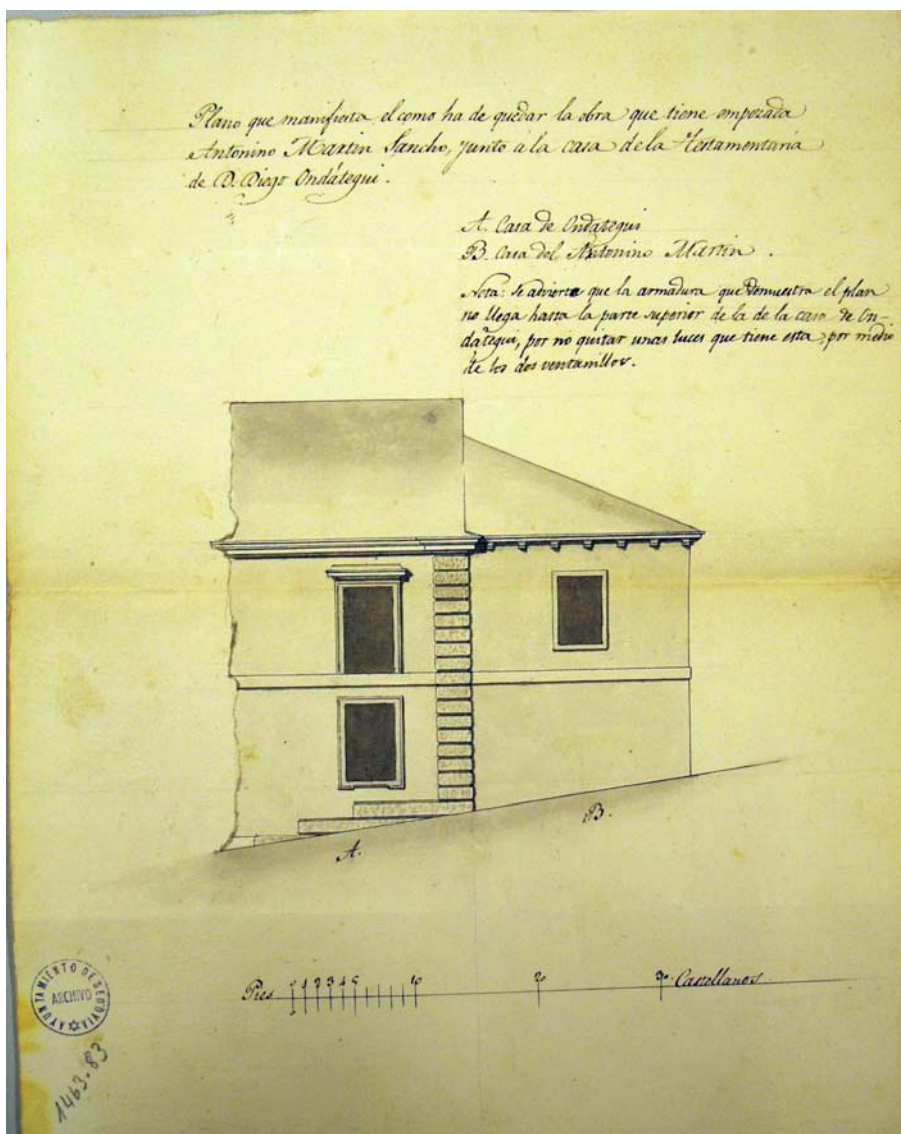 Plano que manifiesta el como ha de quedar la obra que tiene empezada
Antonino Martin Sancho, junto à la casa de la Testamentaria
de D. Diego Ondátegui.
A. Casa de Ondategui
B. Casa del Antonino Martin.
Nota: Se advierte que la armadura que demuestra el plan
no llega hasta la parte superior de la de la casa de On-
dategui, por no quitar unas luces que tiene esta, por medio
de los dos ventanillos.
A.
B.
Pies 0 1 2 3 4 5 10 20 30 Castellanos
AYUNTAMIENTO DE SEGOVIA
ARCHIVO
1463-83